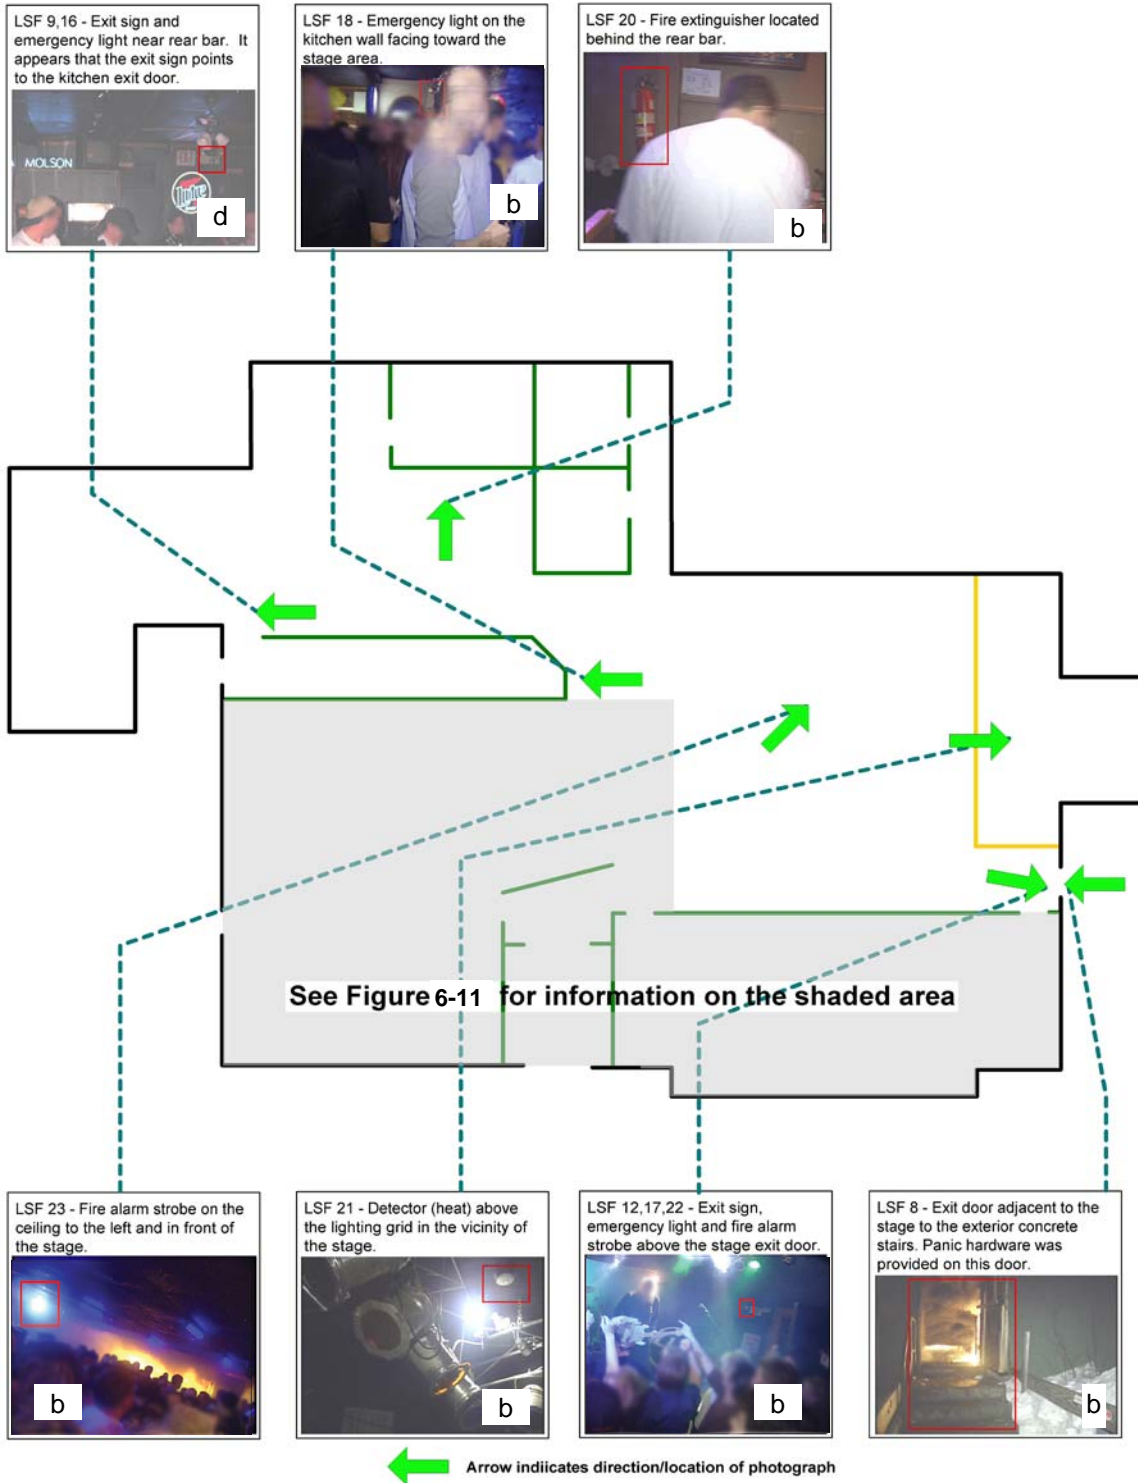 LSF 9,16 - Exit sign and
emergency light near rear bar.  It
appears that the exit sign points
to the kitchen exit door.
MOLSON
Lite
d
LSF 18 - Emergency light on the
kitchen wall facing toward the
stage area.
b
LSF 20 - Fire extinguisher located
behind the rear bar.
b
See Figure 6-11 for information on the shaded area
LSF 23 - Fire alarm strobe on the
ceiling to the left and in front of
the stage.
b
LSF 21 - Detector (heat) above
the lighting grid in the vicinity of
the stage.
b
LSF 12,17,22 - Exit sign,
emergency light and fire alarm
strobe above the stage exit door.
b
LSF 8 - Exit door adjacent to the
stage to the exterior concrete
stairs. Panic hardware was
provided on this door.
b
Arrow indiicates direction/location of photograph